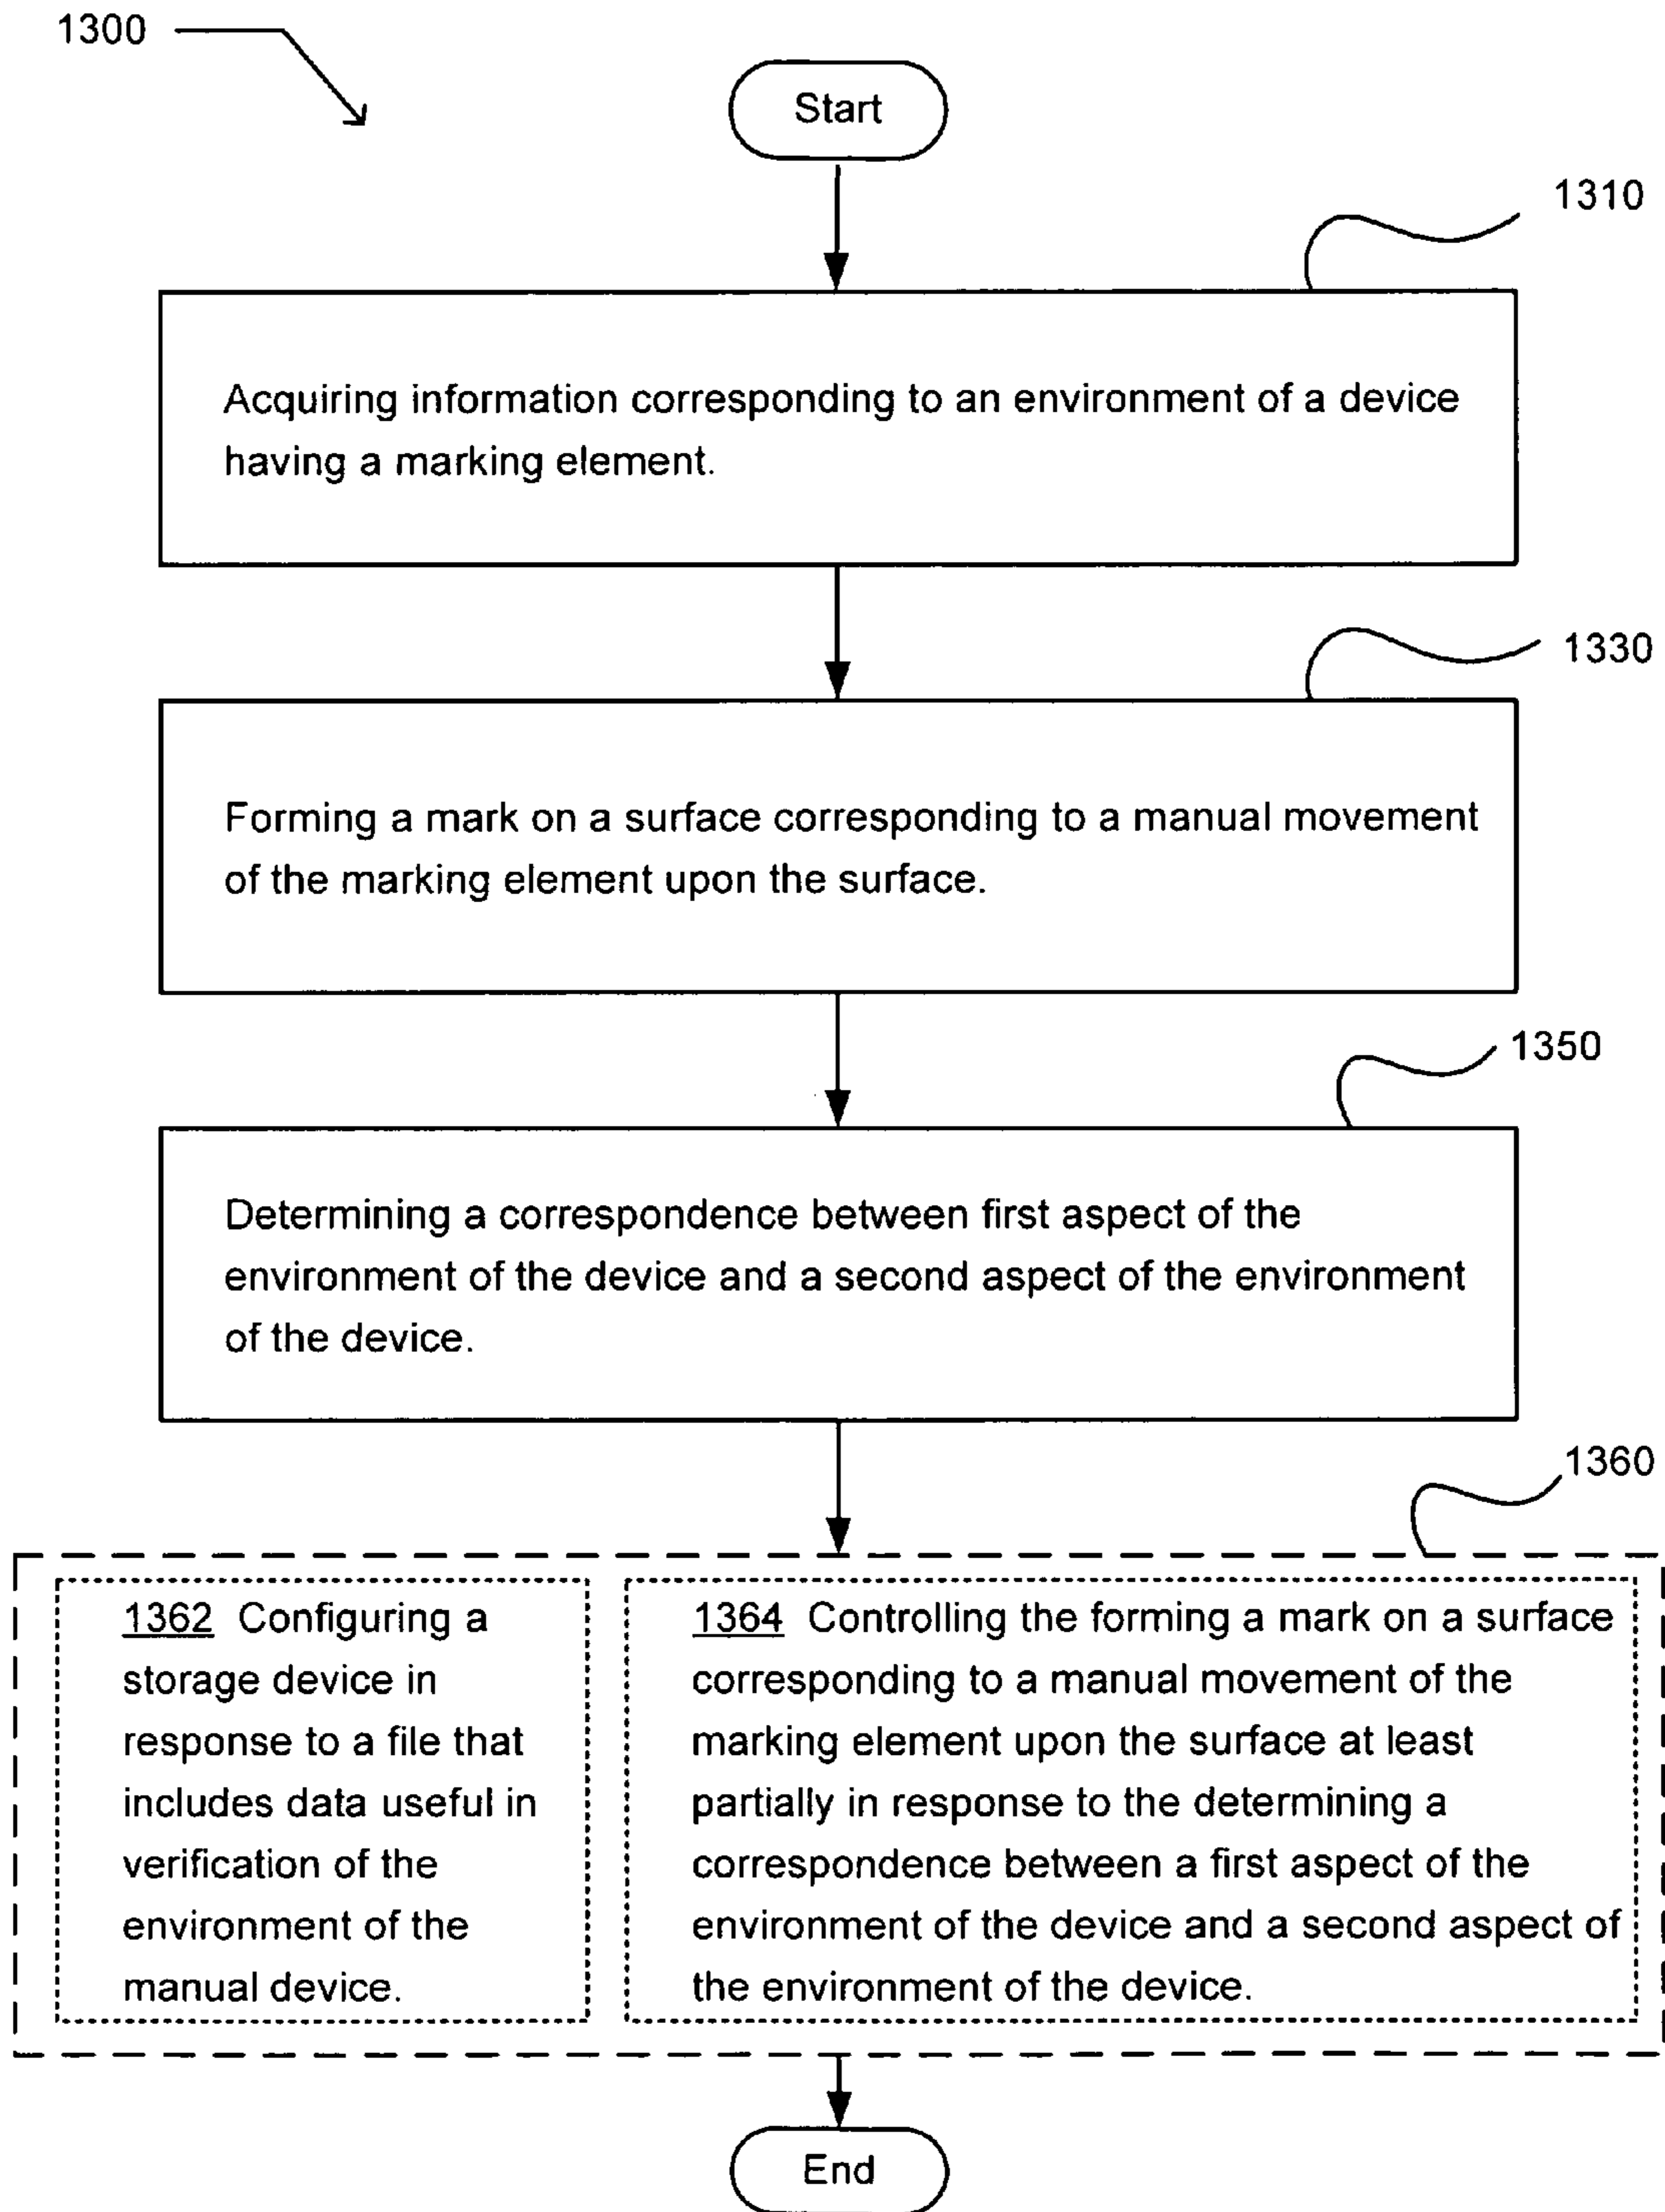 1300
Start
1310
Acquiring information corresponding to an environment of a device
having a marking element.
1330
Forming a mark on a surface corresponding to a manual movement
of the marking element upon the surface.
1350
Determining a correspondence between first aspect of the
environment of the device and a second aspect of the environment
of the device.
1360
1362 Configuring a
storage device in
response to a file that
includes data useful in
verification of the
environment of the
manual device.
1364 Controlling the forming a mark on a surface
corresponding to a manual movement of the
marking element upon the surface at least
partially in response to the determining a
correspondence between a first aspect of the
environment of the device and a second aspect of
the environment of the device.
End